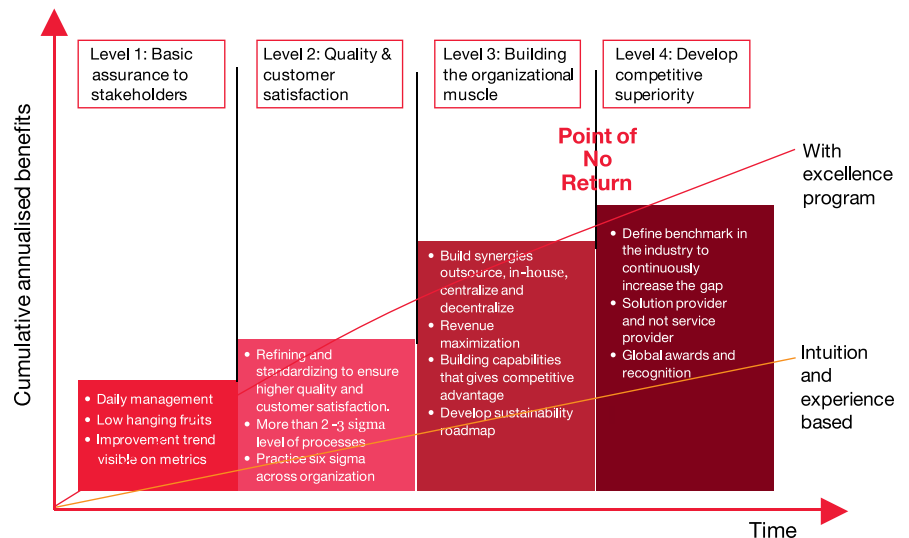 Cumulative annualised benefits
Level 1: Basic
assurance to
stakeholders
Level 2: Quality &
customer
satisfaction
Level 3: Building
the organizational
muscle
Level 4: Develop
competitive
superiority
Point of
No
Return
With
excellence
program
Intuition and
experience
based
• Daily management
• Low hanging fruits
• Improvement trend
visible on metrics
• Refining and
standardizing to ensure
higher quality and
customer satisfaction.
• More than 2 -3 sigma
level of processes
• Practice six sigma
across organization
• Build synergies
outsource, in-house,
centralize and
decentralize
• Revenue
maximization
• Building capabilities
that gives competitive
advantage
• Develop sustainability
roadmap
• Define benchmark in
the industry to
continuously
increase the gap
• Solution provider
and not service
provider
• Global awards and
recognition
Time